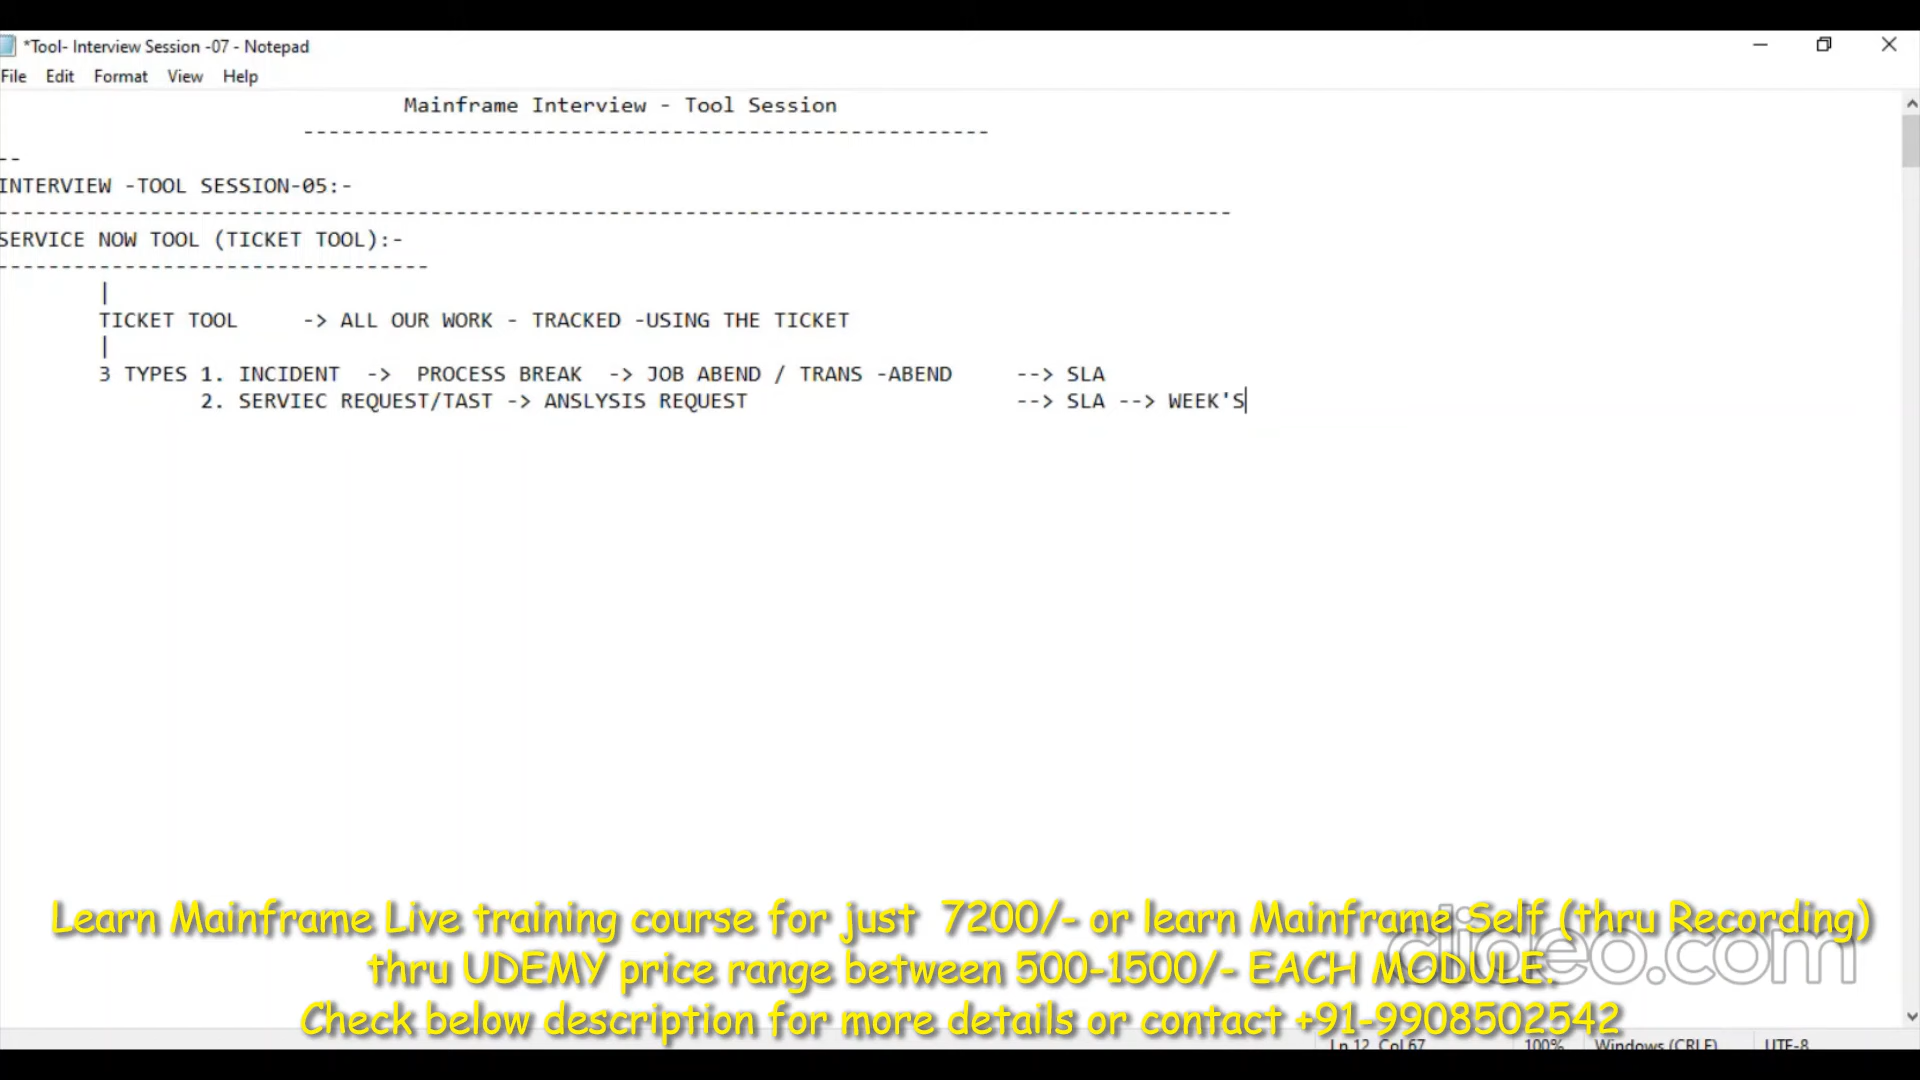 *Tool- Interview Session -07 - Notepad
File Edit Format View Help
Mainframe Interview - Tool Session
------------------------------------------------------
--
INTERVIEW -TOOL SESSION-05:-
-------------------------------------------------------------------------------------------------
SERVICE NOW TOOL (TICKET TOOL):-
----------------------------------
|
TICKET TOOL -> ALL OUR WORK - TRACKED -USING THE TICKET
|
3 TYPES 1. INCIDENT -> PROCESS BREAK -> JOB ABEND / TRANS -ABEND --> SLA
2. SERVIEC REQUEST/TAST -> ANSLYSIS REQUEST --> SLA --> WEEK'S
Learn Mainframe Live training course for just 7200/- or learn Mainframe Self (thru Recording)
thru UDEMY price range between 500-1500/- EACH MODULE.
clideo.com
Check below description for more details or contact +91-9908502542
Ln 12, Col 67 100% Windows (CRLF) UTF-8